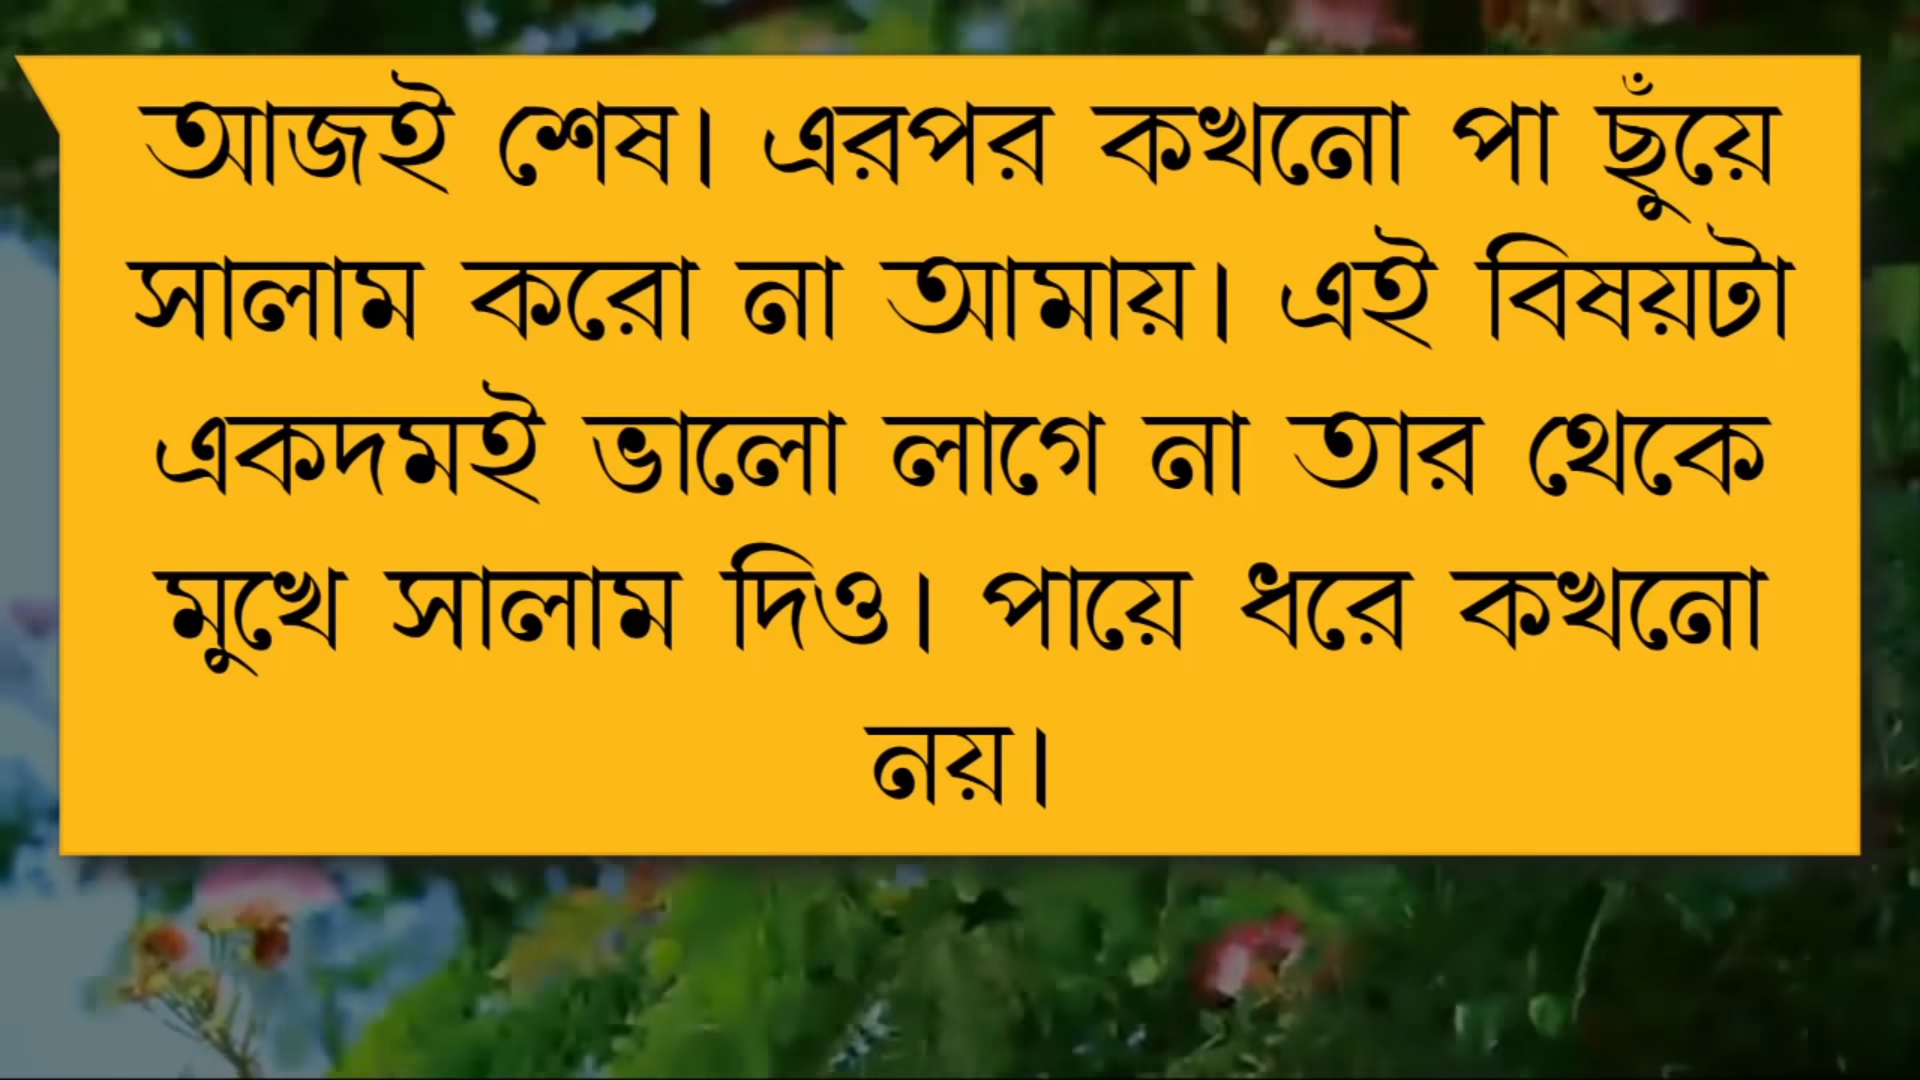 আজই শেষ। এরপর কখনো পা ছুঁয়ে
সালাম করো না আমায়। এই বিষয়টা
একদমই ভালো লাগে না তার থেকে
মুখে সালাম দিও। পায়ে ধরে কখনো
নয়।